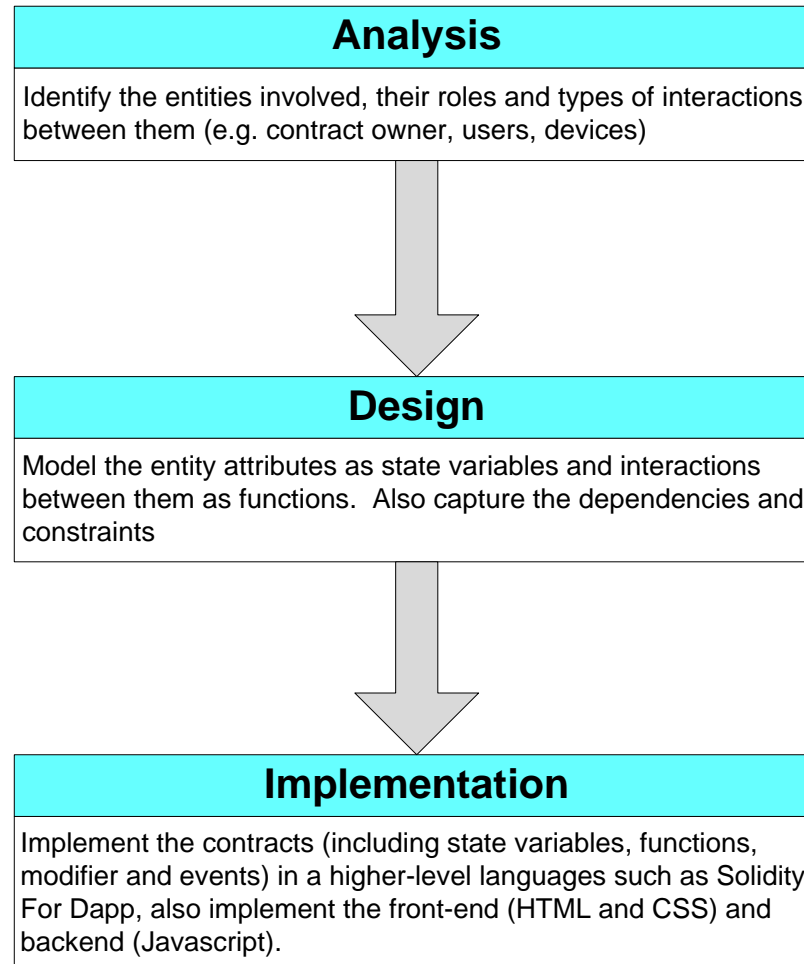 Analysis
Identify the entities involved, their roles and types of interactions
between them (e.g. contract owner, users, devices)
Design
Model the entity attributes as state variables and interactions
between them as functions.  Also capture the dependencies and
constraints
Implementation
Implement the contracts (including state variables, functions,
modifier and events) in a higher-level languages such as Solidity
For Dapp, also implement the front-end (HTML and CSS) and
backend (Javascript).